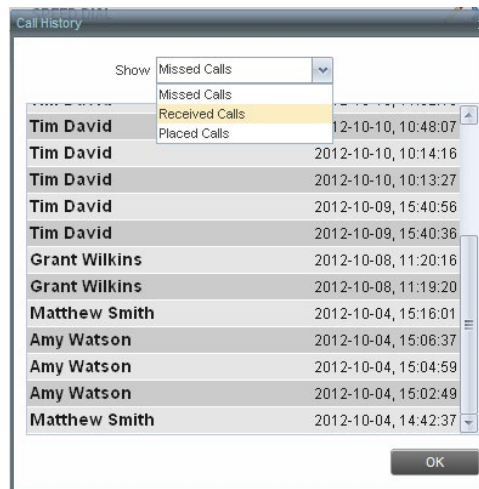 SPEED DIAL
Call History
Show Missed Calls
Missed Calls
Received Calls
Placed Calls
Tim David 2012-10-10, 10:48:07
Tim David 2012-10-10, 10:14:16
Tim David 2012-10-10, 10:13:27
Tim David 2012-10-09, 15:40:56
Tim David 2012-10-09, 15:40:36
Grant Wilkins 2012-10-08, 11:20:16
Grant Wilkins 2012-10-08, 11:19:20
Matthew Smith 2012-10-04, 15:16:01
Amy Watson 2012-10-04, 15:06:37
Amy Watson 2012-10-04, 15:04:59
Amy Watson 2012-10-04, 15:02:49
Matthew Smith 2012-10-04, 14:42:37
OK